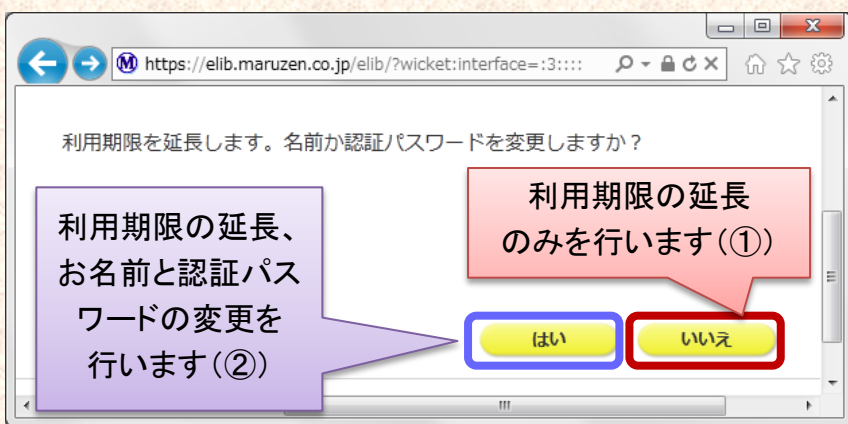 https://elib.maruzen.co.jp/elib/?wicket:interface=:3::::
利用期限を延長します。名前か認証パスワードを変更しますか?
利用期限の延長、
お名前と認証パス
ワードの変更を
行います(②)
利用期限の延長
のみを行います(①)
はい
いいえ